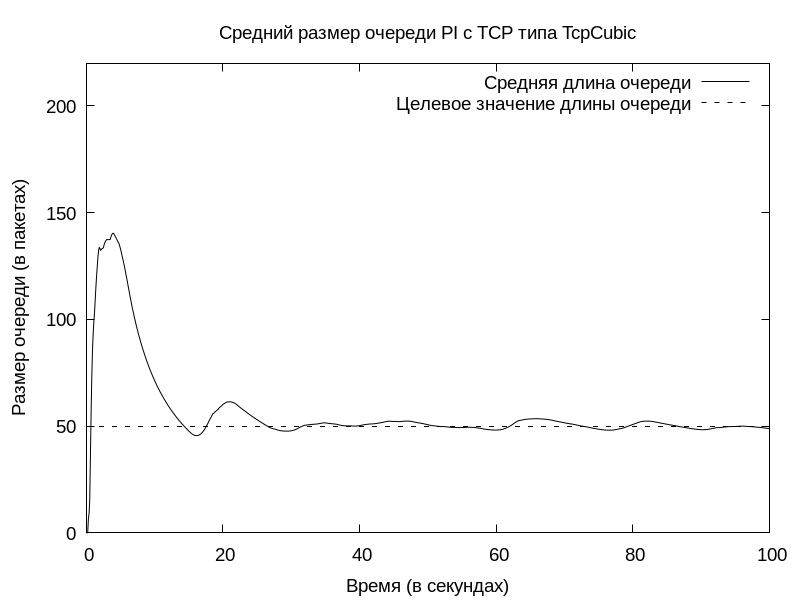 Средний размер очереди PI с TCP типа TcpCubic
Средняя длина очереди
Целевое значение длины очереди
200
150
100
50
0
Размер очереди (в пакетах)
0 20 40 60 80 100
Время (в секундах)